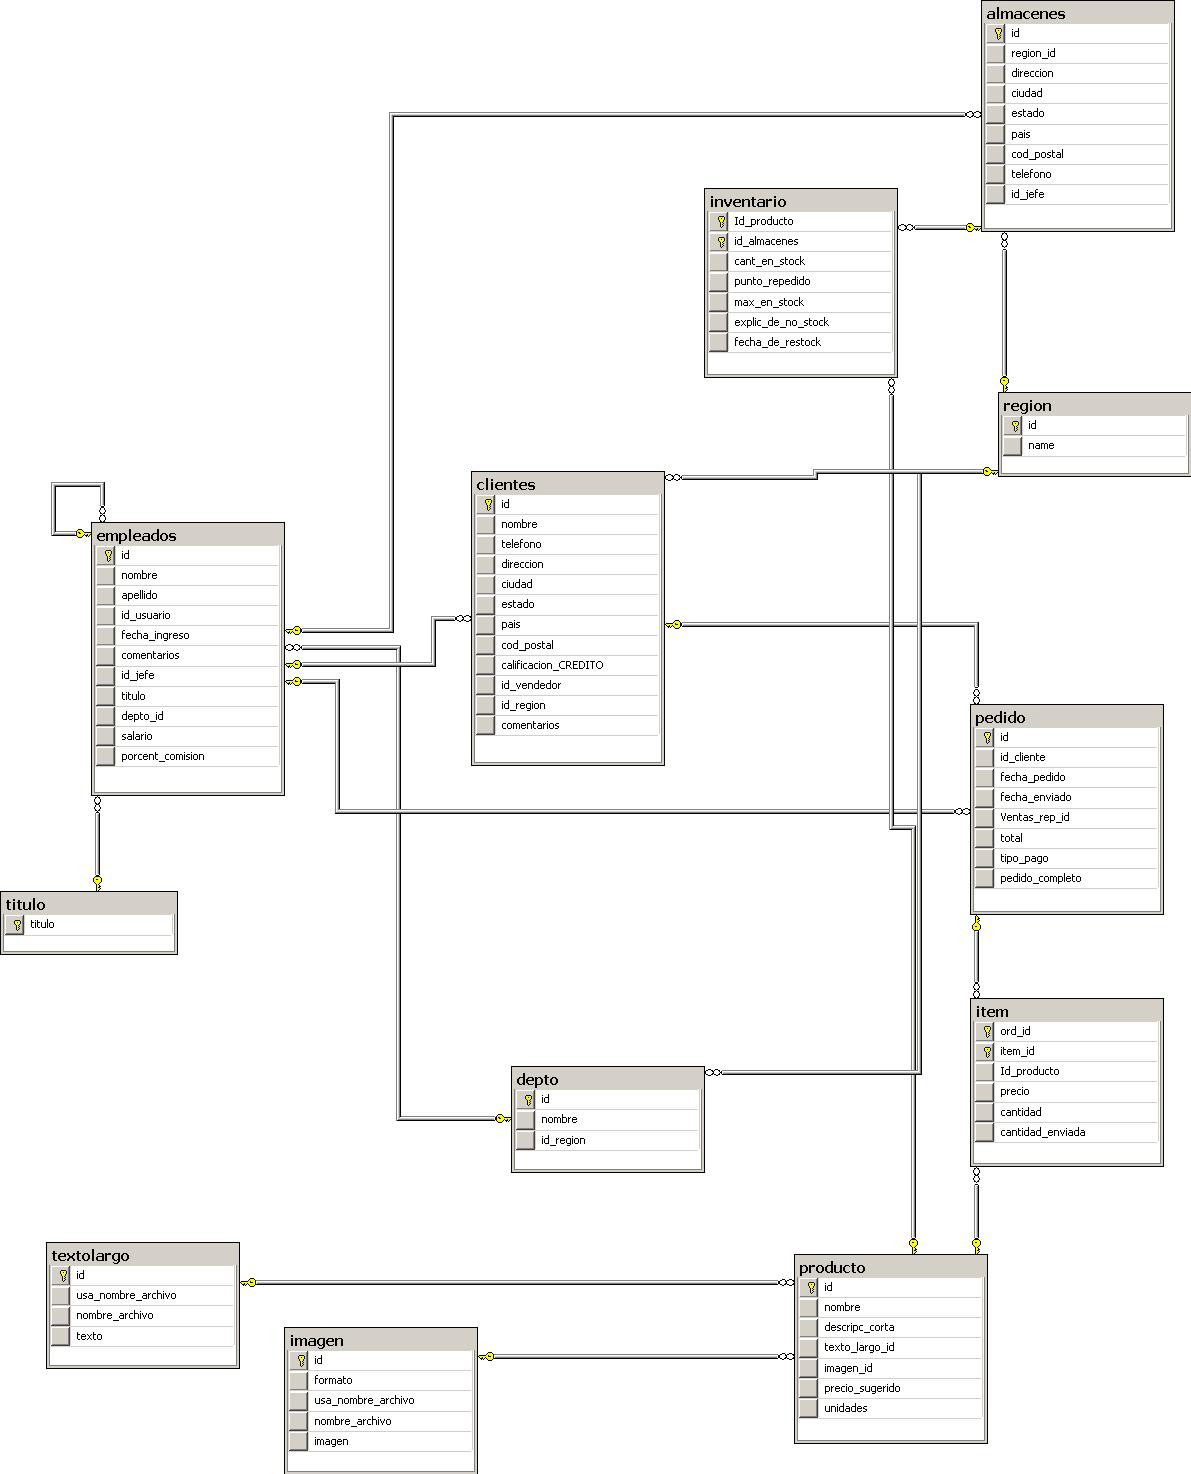 almacenes
id
region_id
direccion
ciudad
estado
pais
cod_postal
telefono
id_jefe
inventario
Id_producto
id_almacenes
cant_en_stock
punto_repedido
max_en_stock
explic_de_no_stock
fecha_de_restock
region
id
name
clientes
id
nombre
telefono
direccion
ciudad
estado
pais
cod_postal
calificacion_CREDITO
id_vendedor
id_region
comentarios
empleados
id
nombre
apellido
id_usuario
fecha_ingreso
comentarios
id_jefe
titulo
depto_id
salario
porcent_comision
pedido
id
id_cliente
fecha_pedido
fecha_enviado
Ventas_rep_id
total
tipo_pago
pedido_completo
titulo
titulo
item
ord_id
item_id
Id_producto
precio
cantidad
cantidad_enviada
depto
id
nombre
id_region
textolargo
id
usa_nombre_archivo
nombre_archivo
texto
producto
id
nombre
descripc_corta
texto_largo_id
imagen_id
precio_sugerido
unidades
imagen
id
formato
usa_nombre_archivo
nombre_archivo
imagen